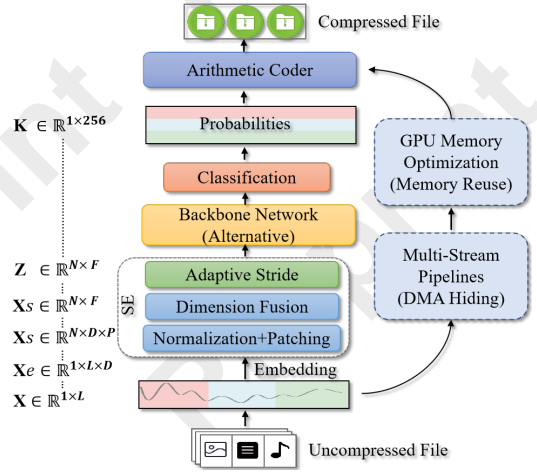 Compressed File
Arithmetic Coder
K ∈ ℝ^{1×256}
Probabilities
GPU Memory
Optimization
(Memory Reuse)
Classification
Backbone Network
(Alternative)
Z ∈ ℝ^{N×F}
Adaptive Stride
Multi-Stream
Pipelines
(DMA Hiding)
SE
Xs ∈ ℝ^{N×F}
Dimension Fusion
Xs ∈ ℝ^{N×D×P}
Normalization+Patching
Xe ∈ ℝ^{1×L×D}
Embedding
X ∈ ℝ^{1×L}
Uncompressed File